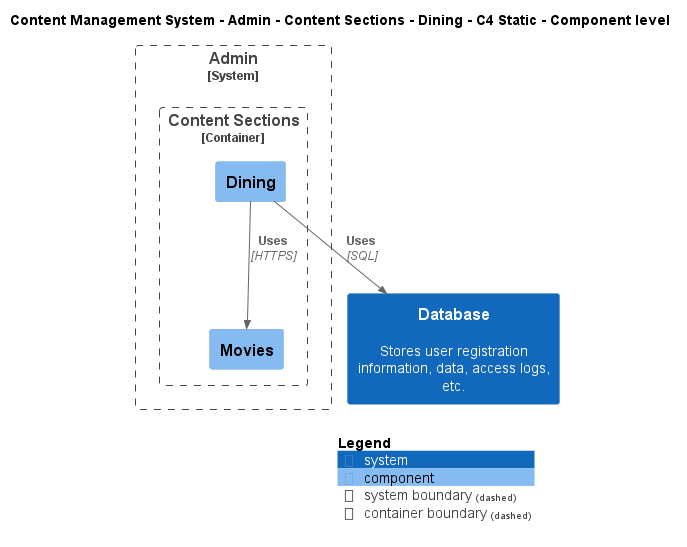 Content Management System - Admin - Content Sections - Dining - C4 Static - Component level
Admin
[System]
Content Sections
[Container]
Dining
Uses
[HTTPS]
Uses
[SQL]
Movies
Database
Stores user registration
information, data, access logs,
etc.
Legend
system
component
system boundary (dashed)
container boundary (dashed)